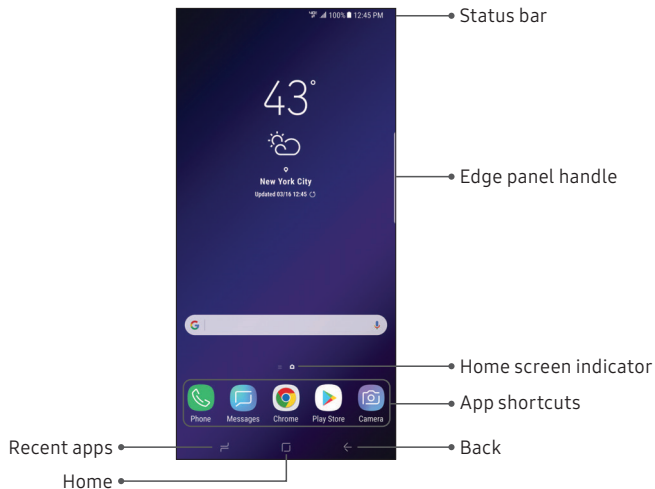 100% 12:45 PM
Status bar
43°
New York City
Updated 03/16 12:45
Edge panel handle
G
Home screen indicator
Phone Messages Chrome Play Store Camera
App shortcuts
Recent apps
Back
Home